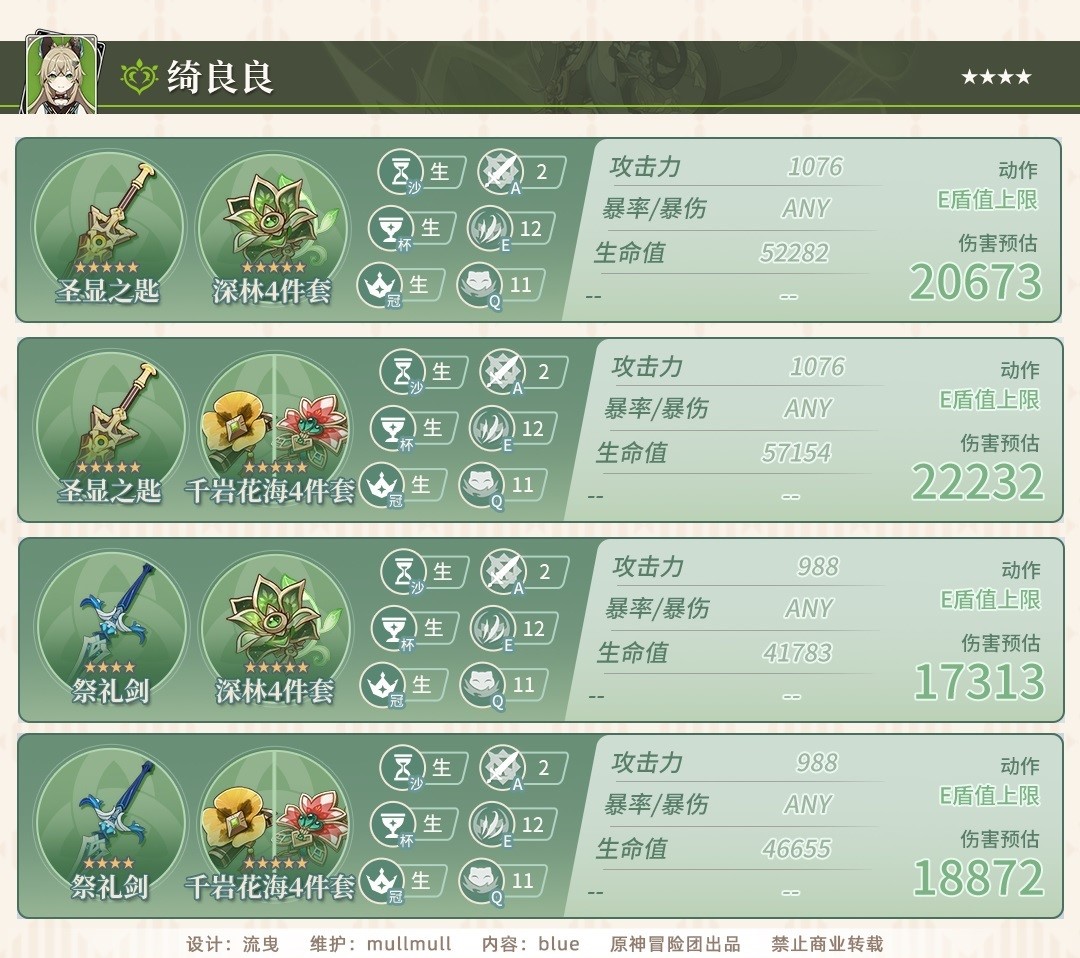 绮良良
★★★★
圣显之匙
★★★★★
深林4件套
★★★★★
沙 生
A 2
杯 生
E 12
冠 生
Q 11
攻击力 1076
暴率/暴伤 ANY
生命值 52282
-- --
动作
E盾值上限
伤害预估
20673
★★★★★
圣显之匙
★★★★★
千岩花海4件套
沙 生
A 2
杯 生
E 12
冠 生
Q 11
攻击力 1076
暴率/暴伤 ANY
生命值 57154
-- --
动作
E盾值上限
伤害预估
22232
★★★★
祭礼剑
★★★★★
深林4件套
沙 生
A 2
杯 生
E 12
冠 生
Q 11
攻击力 988
暴率/暴伤 ANY
生命值 41783
-- --
动作
E盾值上限
伤害预估
17313
★★★★
祭礼剑
★★★★★
千岩花海4件套
沙 生
A 2
杯 生
E 12
冠 生
Q 11
攻击力 988
暴率/暴伤 ANY
生命值 46655
-- --
动作
E盾值上限
伤害预估
18872
设计：流曳 维护：mullmull 内容：blue 原神冒险团出品 禁止商业转载